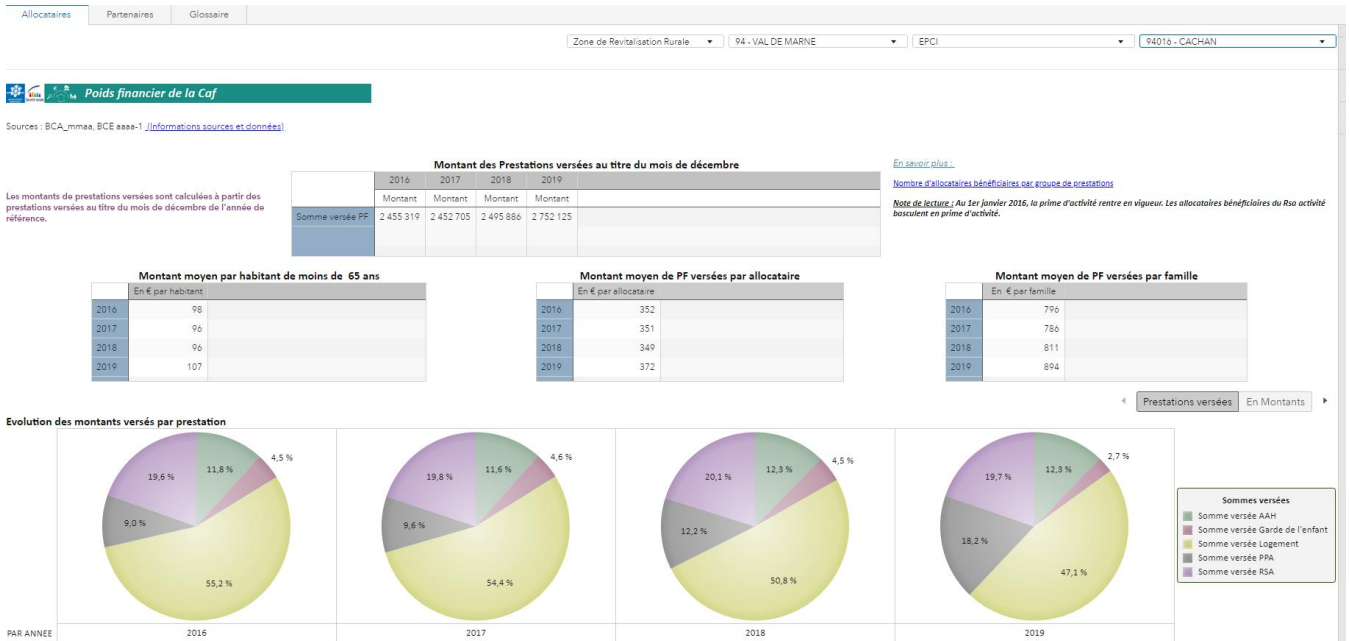 Allocataires Partenaires Glossaire
Zone de Revitalisation Rurale 94 - VAL DE MARNE EPCI 94016 - CACHAN
Poids financier de la Caf
Sources : BCA_mmaa, BCE aaaa-1 (Informations sources et données)
Les montants de prestations versées sont calculées à partir des
prestations versées au titre du mois de décembre de l'année de
référence.
Montant des Prestations versées au titre du mois de décembre
2016 2017 2018 2019
Montant Montant Montant Montant
Somme versée PF 2 455 319 2 452 705 2 495 886 2 752 125
En savoir plus :
Nombre d'allocataires bénéficiaires par groupe de prestations
Note de lecture : Au 1er janvier 2016, la prime d'activité rentre en vigueur. Les allocataires bénéficiaires du Rsa activité
basculent en prime d'activité.
Montant moyen par habitant de moins de 65 ans
En € par habitant
2016 98
2017 96
2018 96
2019 107
Montant moyen de PF versées par allocataire
En € par allocataire
2016 352
2017 351
2018 349
2019 372
Montant moyen de PF versées par famille
En € par famille
2016 796
2017 786
2018 811
2019 894
Prestations versées En Montants
Evolution des montants versés par prestation
11,8 %
4,5 %
55,2 %
9,0 %
19,6 %
11,6 %
4,6 %
54,4 %
9,6 %
19,8 %
12,3 %
4,5 %
50,8 %
12,2 %
20,1 %
12,3 %
2,7 %
47,1 %
18,2 %
19,7 %
Sommes versées
Somme versée AAH
Somme versée Garde de l'enfant
Somme versée Logement
Somme versée PPA
Somme versée RSA
PAR ANNEE 2016 2017 2018 2019